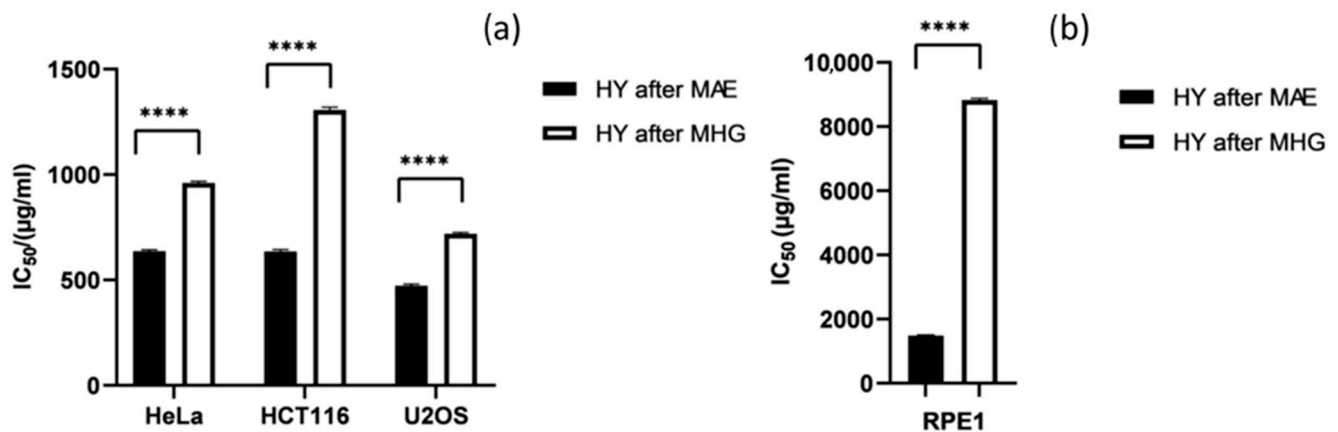 (a)
****
****
****
1500
1000
500
0
IC50/(µg/ml)
HeLa
HCT116
U2OS
HY after MAE
HY after MHG
(b)
****
10,000
8000
6000
4000
2000
0
IC50 (µg/ml)
RPE1
HY after MAE
HY after MHG